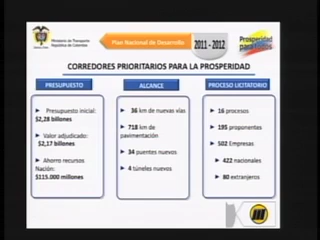 Ministerio de Transporte
República de Colombia
Plan Nacional de Desarrollo
2011 - 2012
Prosperidad
para todos
CORREDORES PRIORITARIOS PARA LA PROSPERIDAD
PRESUPUESTO
Presupuesto inicial:
$2,28 billones
Valor adjudicado:
$2,17 billones
Ahorro recursos
Nación:
$115.000 millones
ALCANCE
36 km de nuevas vías
718 km de
pavimentación
34 puentes nuevos
4 túneles nuevos
PROCESO LICITATORIO
16 procesos
195 proponentes
502 Empresas
422 nacionales
80 extranjeros